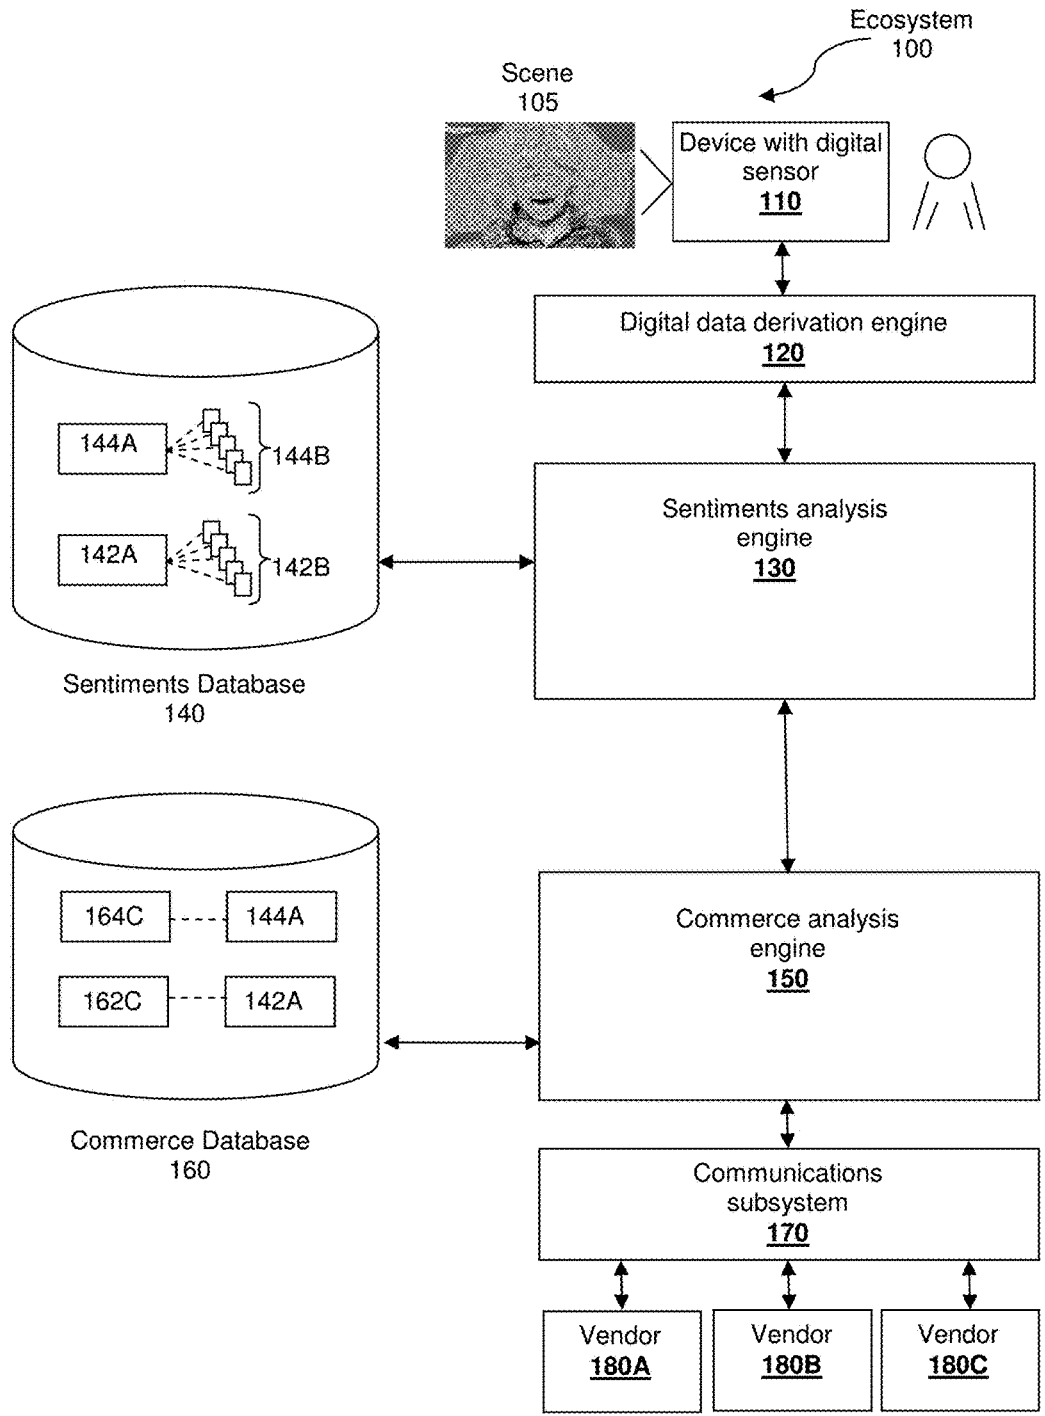 Ecosystem
100
Scene
105
Device with digital
sensor
110
Digital data derivation engine
120
144A
144B
142A
142B
Sentiments analysis
engine
130
Sentiments Database
140
164C
144A
162C
142A
Commerce analysis
engine
150
Commerce Database
160
Communications
subsystem
170
Vendor
180A
Vendor
180B
Vendor
180C